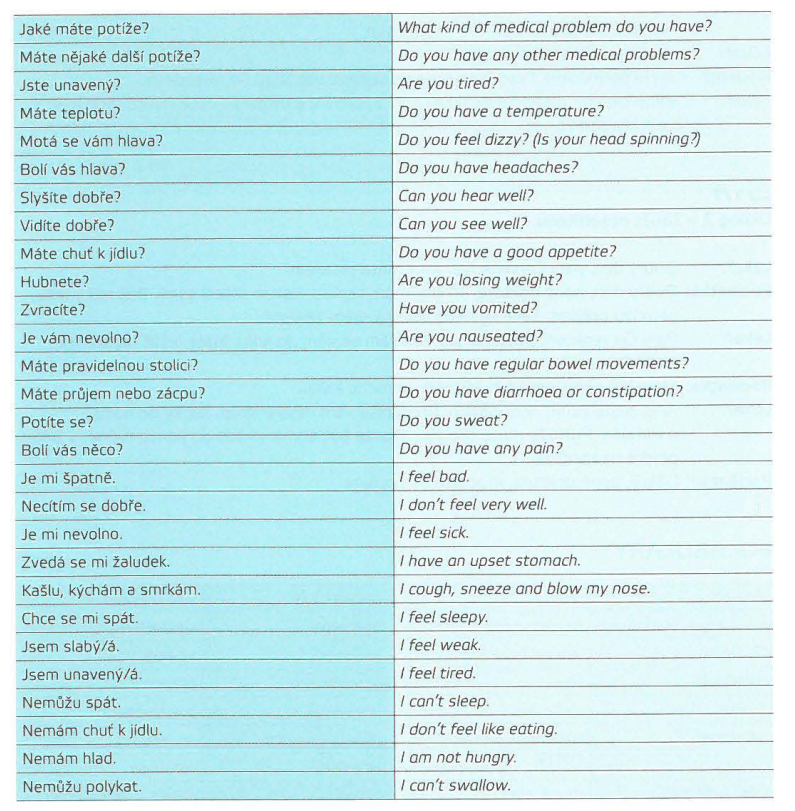 Jaké máte potíže? What kind of medical problem do you have?
Máte nějaké další potíže? Do you have any other medical problems?
Jste unavený? Are you tired?
Máte teplotu? Do you have a temperature?
Motá se vám hlava? Do you feel dizzy? (Is your head spinning?)
Bolí vás hlava? Do you have headaches?
Slyšíte dobře? Can you hear well?
Vidíte dobře? Can you see well?
Máte chuť k jídlu? Do you have a good appetite?
Hubnete? Are you losing weight?
Zvracíte? Have you vomited?
Je vám nevolno? Are you nauseated?
Máte pravidelnou stolici? Do you have regular bowel movements?
Máte průjem nebo zácpu? Do you have diarrhoea or constipation?
Potíte se? Do you sweat?
Bolí vás něco? Do you have any pain?
Je mi špatně. I feel bad.
Necítím se dobře. I don't feel very well.
Je mi nevolno. I feel sick.
Zvedá se mi žaludek. I have an upset stomach.
Kašlu, kýchám a smrkám. I cough, sneeze and blow my nose.
Chce se mi spát. I feel sleepy.
Jsem slabý/á. I feel weak.
Jsem unavený/á. I feel tired.
Nemůžu spát. I can't sleep.
Nemám chuť k jídlu. I don't feel like eating.
Nemám hlad. I am not hungry.
Nemůžu polykat. I can't swallow.